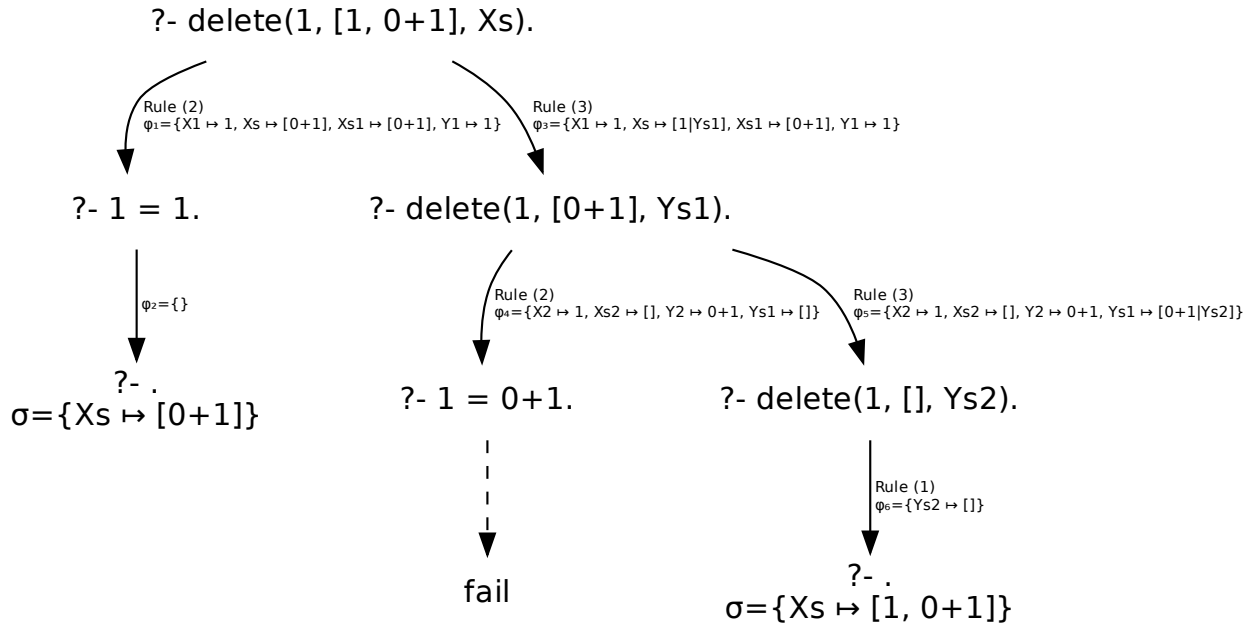 ?- delete(1, [1, 0+1], Xs).
Rule (2)
φ₁={X1 ↦ 1, Xs ↦ [0+1], Xs1 ↦ [0+1], Y1 ↦ 1}
Rule (3)
φ₃={X1 ↦ 1, Xs ↦ [1|Ys1], Xs1 ↦ [0+1], Y1 ↦ 1}
?- 1 = 1.
?- delete(1, [0+1], Ys1).
φ₂={}
Rule (2)
φ₄={X2 ↦ 1, Xs2 ↦ [], Y2 ↦ 0+1, Ys1 ↦ []}
Rule (3)
φ₅={X2 ↦ 1, Xs2 ↦ [], Y2 ↦ 0+1, Ys1 ↦ [0+1|Ys2]}
?- .
σ={Xs ↦ [0+1]}
?- 1 = 0+1.
?- delete(1, [], Ys2).
Rule (1)
φ₆={Ys2 ↦ []}
fail
?- .
σ={Xs ↦ [1, 0+1]}